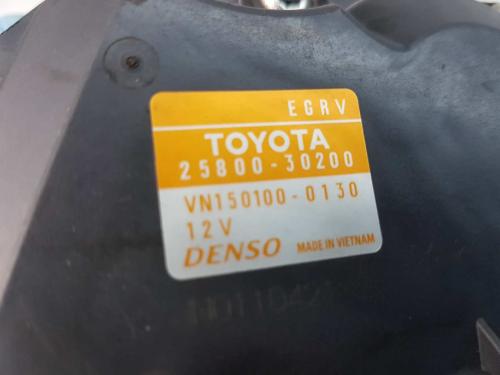 EGRV
TOYOTA
25800-30200
VN150100-0130
12V
DENSO MADE IN VIETNAM